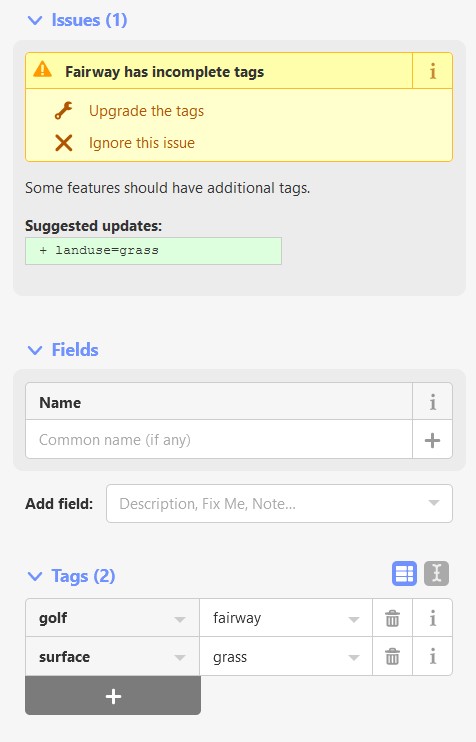 Issues (1)
Fairway has incomplete tags
Upgrade the tags
Ignore this issue
Some features should have additional tags.
Suggested updates:
+ landuse=grass
Fields
Name
Common name (if any)
Add field: Description, Fix Me, Note...
Tags (2)
golf fairway
surface grass